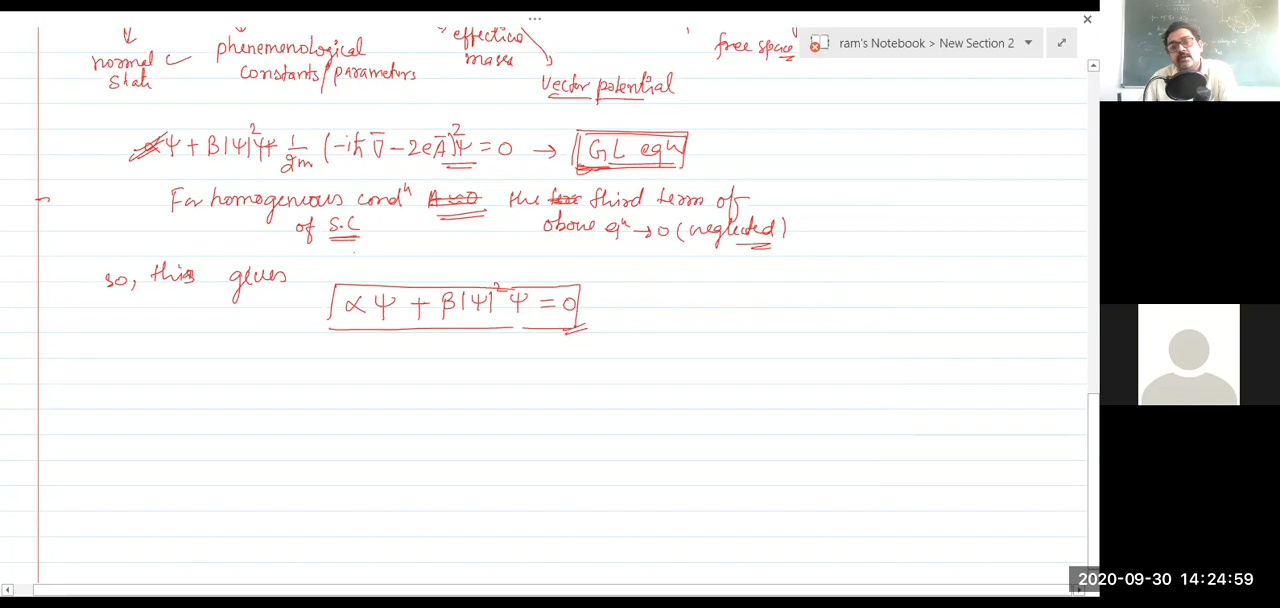 ram's Notebook > New Section 2
normal state
phenemenological constants/parameters
effective mass
free space
vector potential
αΨ + β|Ψ|²Ψ + 1/2m (-iħ∇ - 2eA)²Ψ = 0 → GL eqⁿ
For homogenious condⁿ A=0 the third term of
of S.C above eqⁿ → 0 (neglected)
so, this gives
αΨ + β|Ψ|²Ψ = 0
2020-09-30 14:24:59